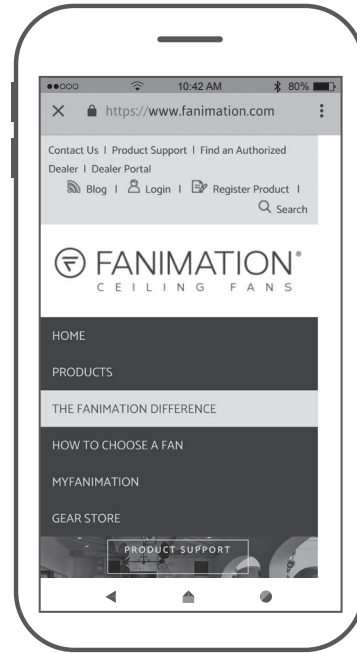 10:42 AM
80%
https://www.fanimation.com
Contact Us | Product Support | Find an Authorized
Dealer | Dealer Portal
Blog | Login | Register Product |
Search
FANIMATION®
CEILING FANS
HOME
PRODUCTS
THE FANIMATION DIFFERENCE
HOW TO CHOOSE A FAN
MYFANIMATION
GEAR STORE
PRODUCT SUPPORT